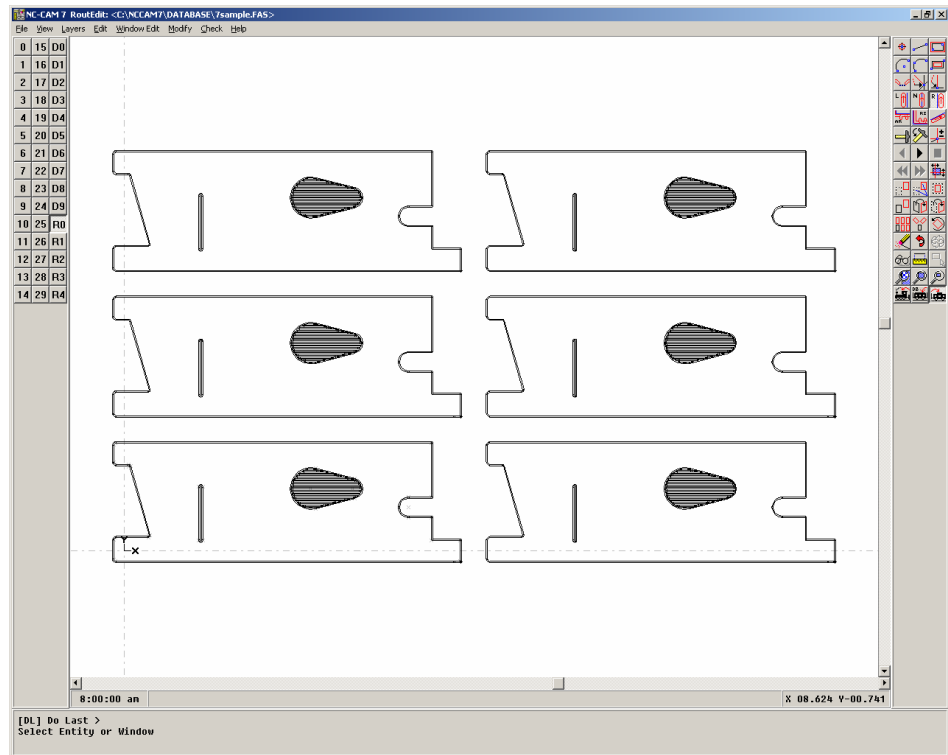 NC-CAM 7 RoutEdit: <C:\NCCAM7\DATABASE\7sample.FAS>
File View Layers Edit Window Edit Modify Check Help
0 15 D0
1 16 D1
2 17 D2
3 18 D3
4 19 D4
5 20 D5
6 21 D6
7 22 D7
8 23 D8
9 24 D9
10 25 R0
11 26 R1
12 27 R2
13 28 R3
14 29 R4
L N R
Y
X
8:00:00 am
X 08.624 Y-00.741
[DL] Do Last >
Select Entity or Window